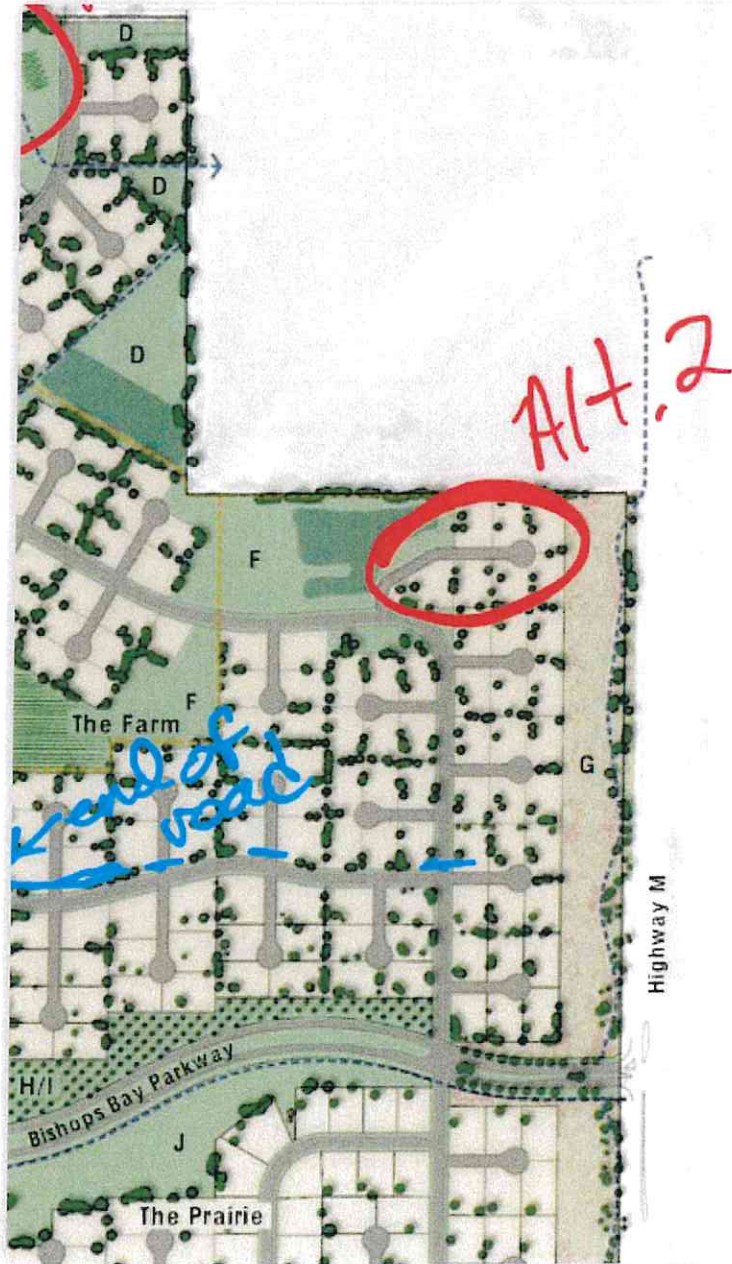 D
D
D
Alt. 2
F
F
The Farm
← end of
road
G
Highway M
H/I
Bishops Bay Parkway
J
The Prairie